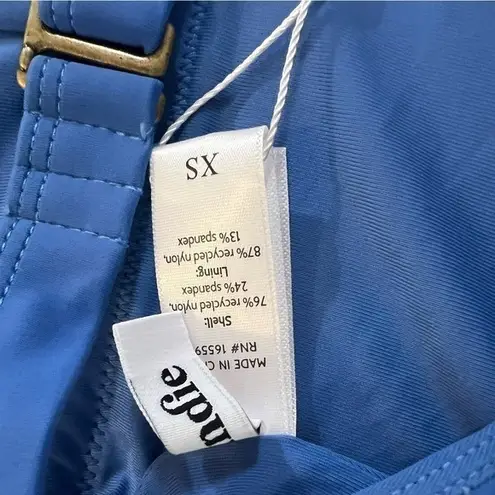 MADE IN C
RN# 16559
Shell:
76% recycled nylon,
24% spandex
Lining:
87% recycled nylon,
13% spandex
XS
ndie